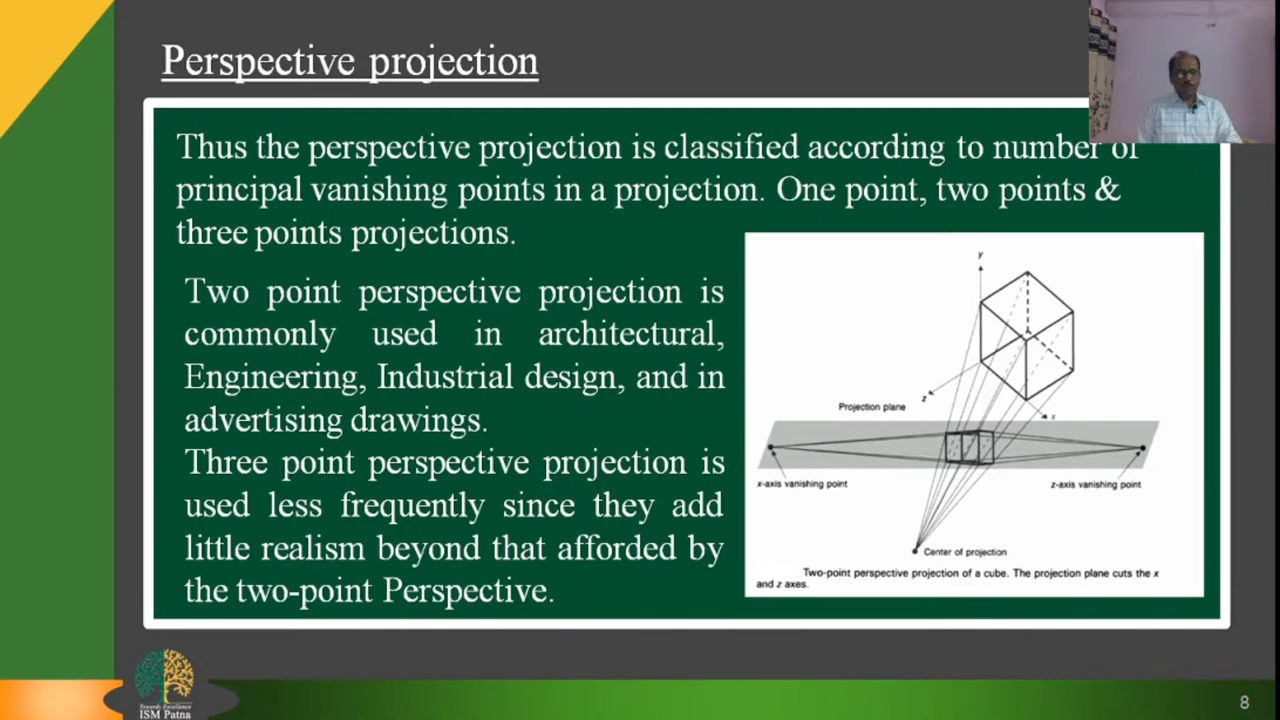 Perspective projection
Thus the perspective projection is classified according to number of
principal vanishing points in a projection. One point, two points &
three points projections.
Two point perspective projection is
commonly used in architectural,
Engineering, Industrial design, and in
advertising drawings.
Three point perspective projection is
used less frequently since they add
little realism beyond that afforded by
the two-point Perspective.
y
z
x
Projection plane
x-axis vanishing point
z-axis vanishing point
Center of projection
Two-point perspective projection of a cube. The projection plane cuts the x
and z axes.
Towards Excellence
ISM Patna
8